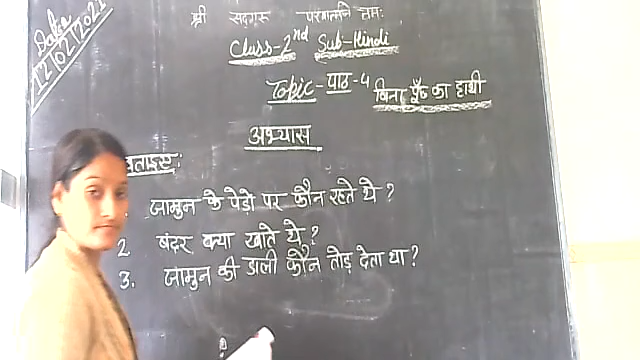 श्री सद्गुरु परमात्मने नमः
Date
12/02/2021
Class-2nd Sub-Hindi
Topic-पाठ-4 बिना पूँछ का हाथी
अभ्यास
बताइए:
जामुन के पेड़ो पर कौन रहते थे?
2 बंदर क्या खाते थे?
3. जामुन की डाली कौन तोड़ देता था?